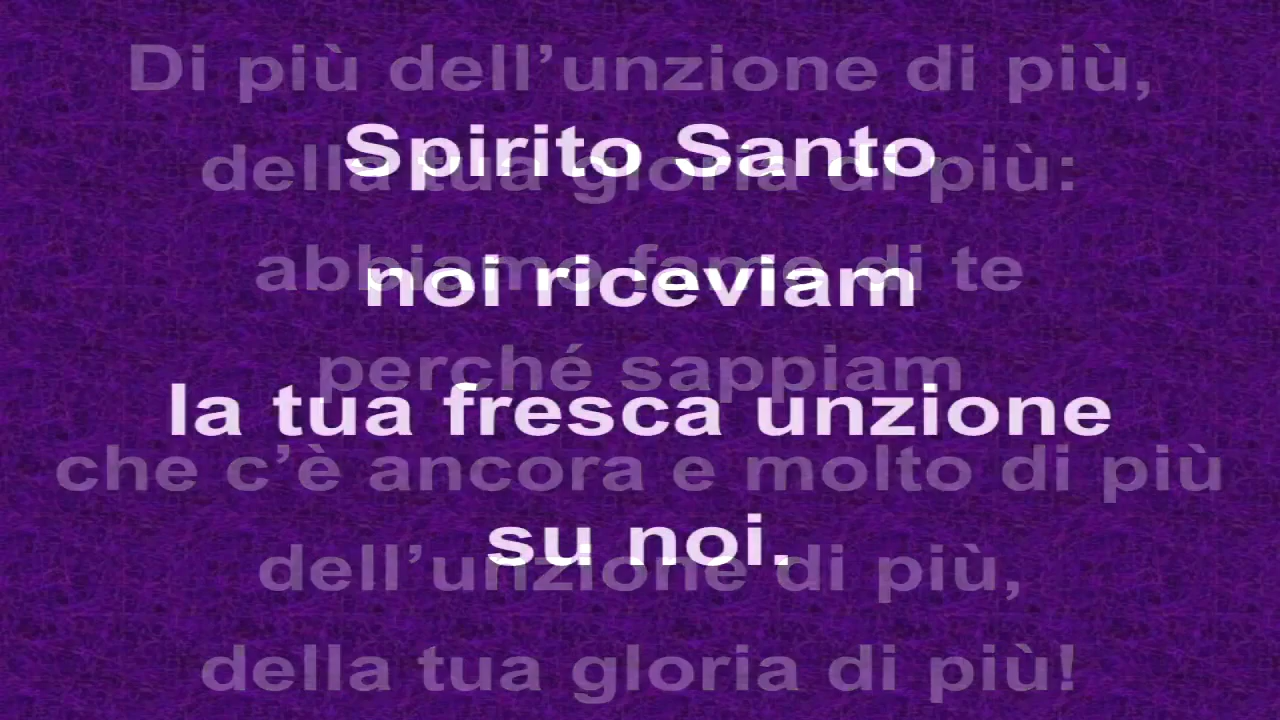 Di più dell’unzione di più,
Spirito Santo
della tua gloria di più:
abbiamo fame di te
noi riceviam
perché sappiam
la tua fresca unzione
che c’è ancora e molto di più
su noi.
dell’unzione di più,
della tua gloria di più!